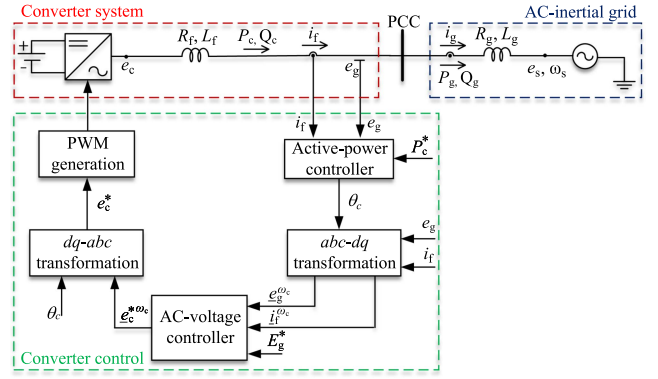 Converter system
PCC
AC-inertial grid
R_f, L_f
P_c, Q_c
i_f
i_g
R_g, L_g
+
-
e_c
e_g
P_g, Q_g
e_s, ω_s
i_f
e_g
PWM generation
Active-power controller
P_c^*
e_c^*
θ_c
dq-abc transformation
abc-dq transformation
e_g
i_f
θ_c
e_c^{*ω_c}
AC-voltage controller
e_g^{ω_c}
i_f^{ω_c}
E_g^*
Converter control